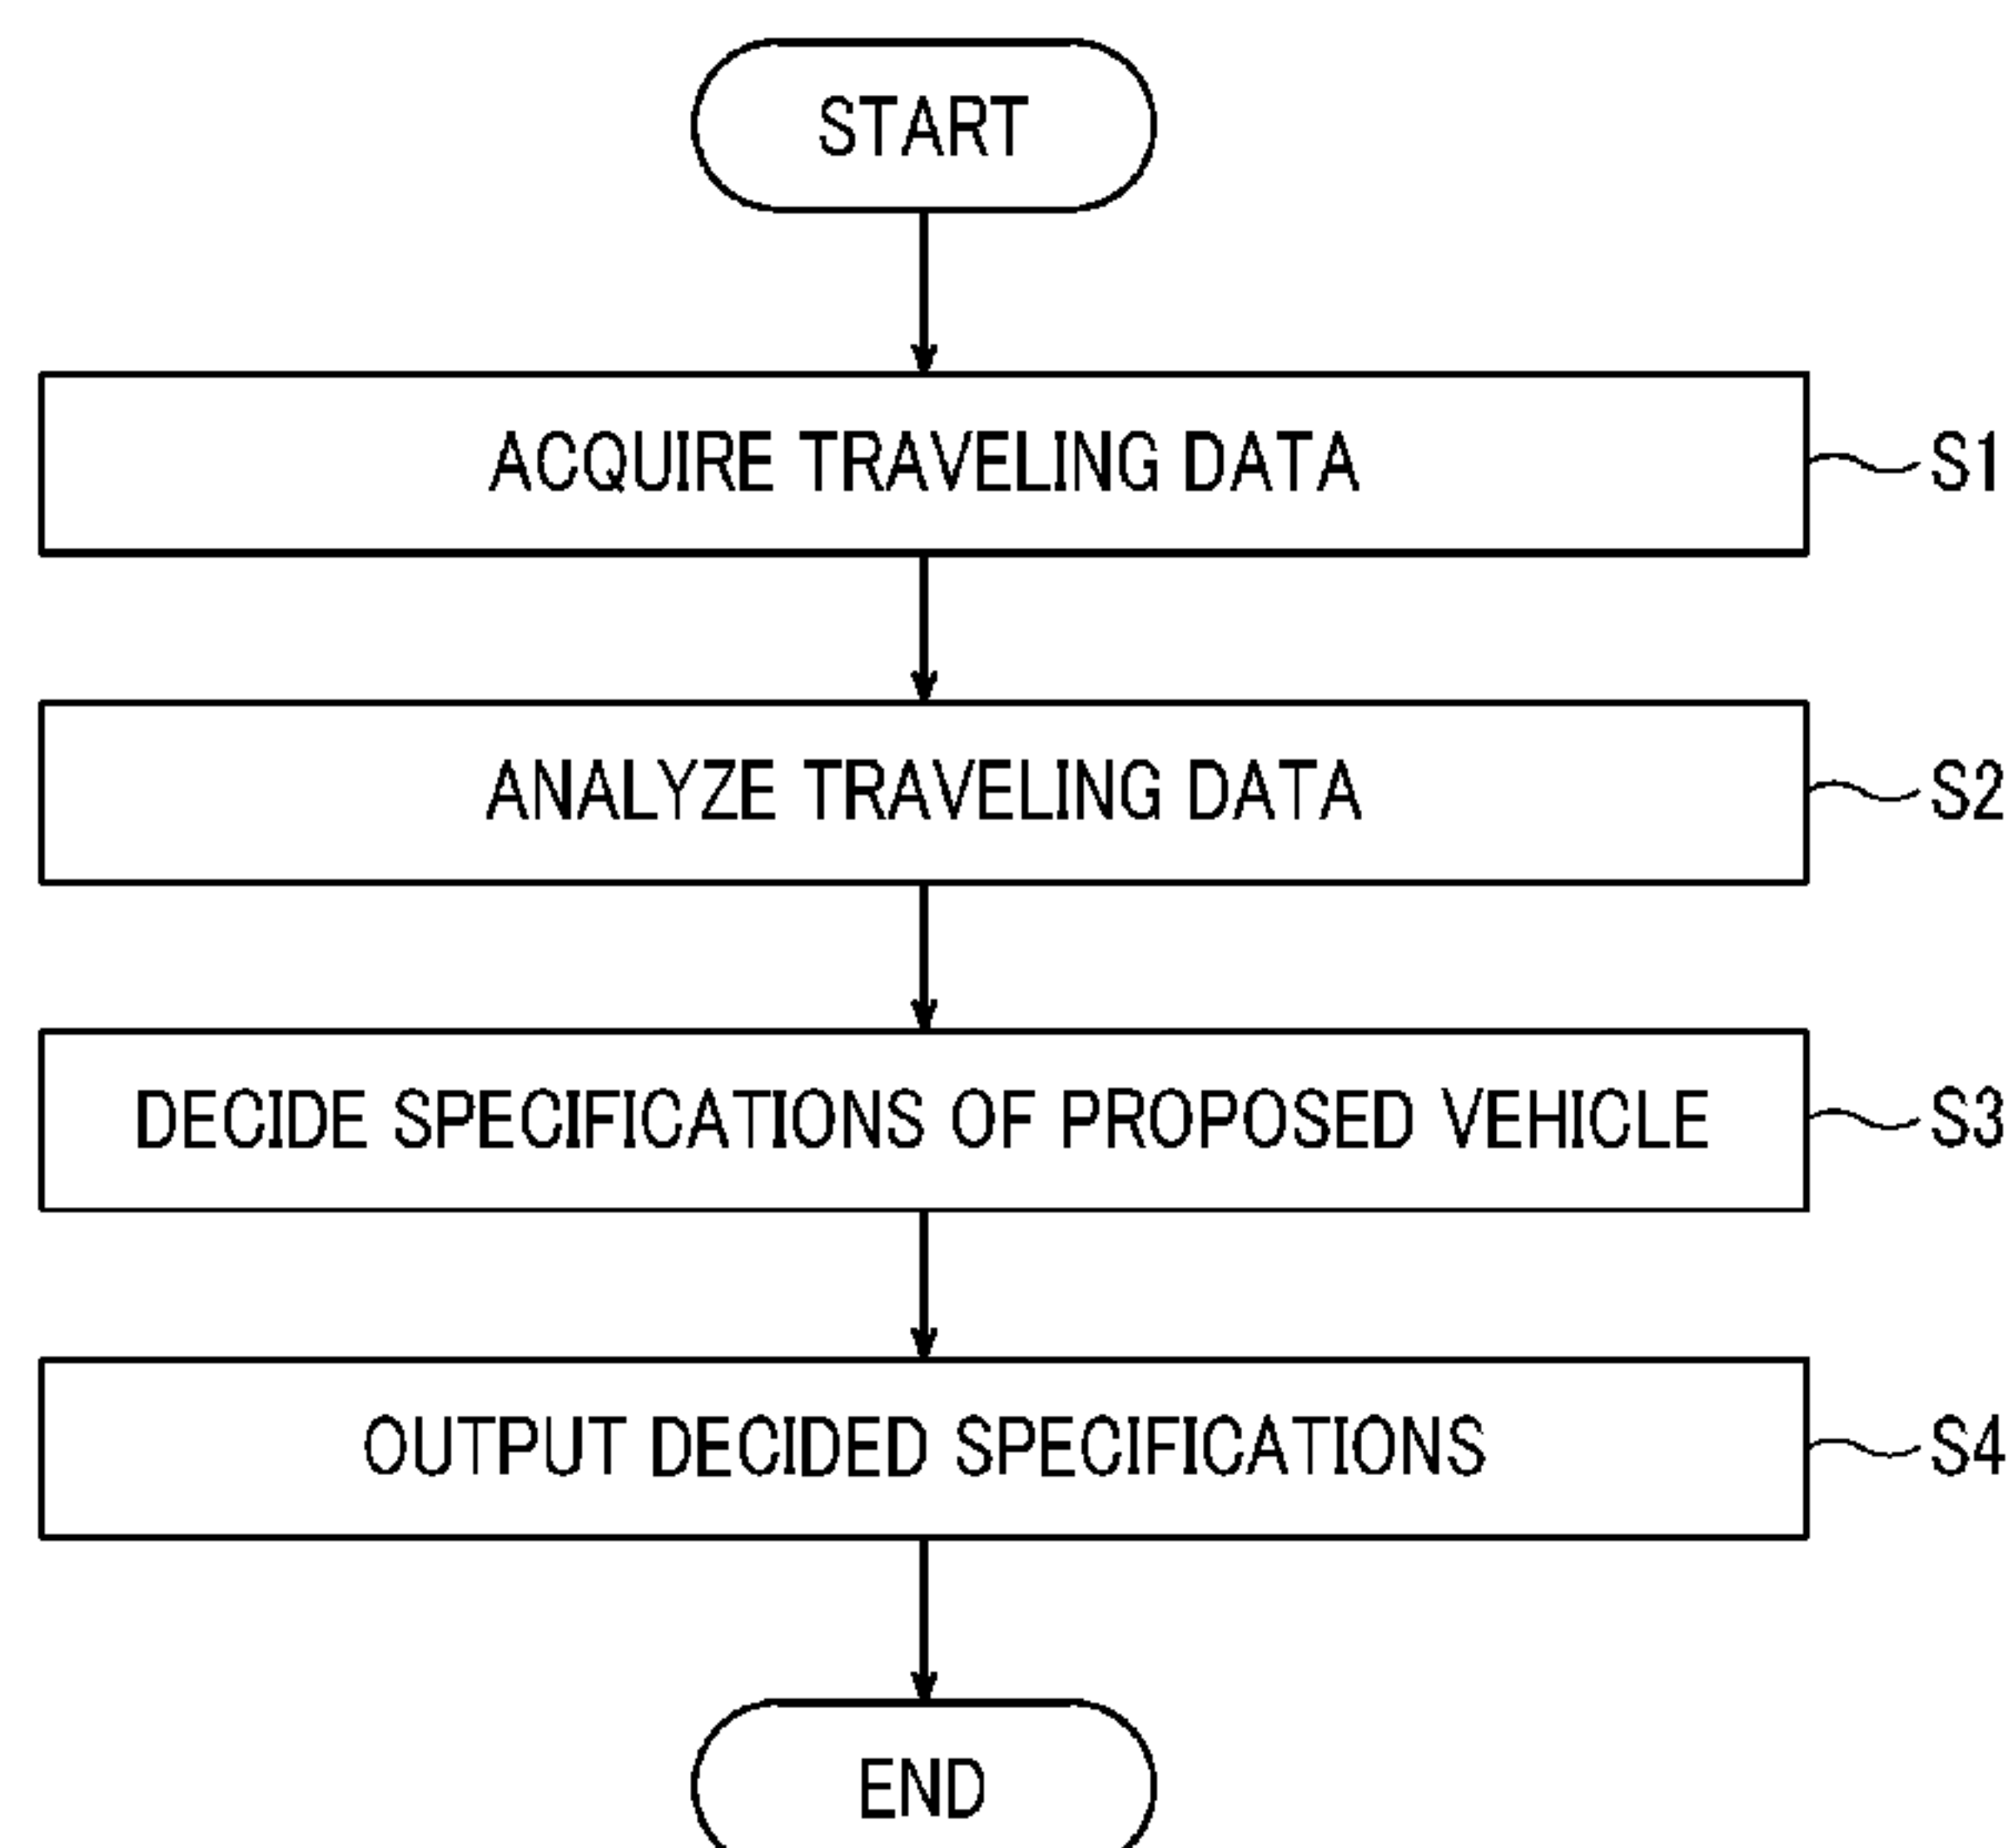 START
ACQUIRE TRAVELING DATA
S1
ANALYZE TRAVELING DATA
S2
DECIDE SPECIFICATIONS OF PROPOSED VEHICLE
S3
OUTPUT DECIDED SPECIFICATIONS
S4
END